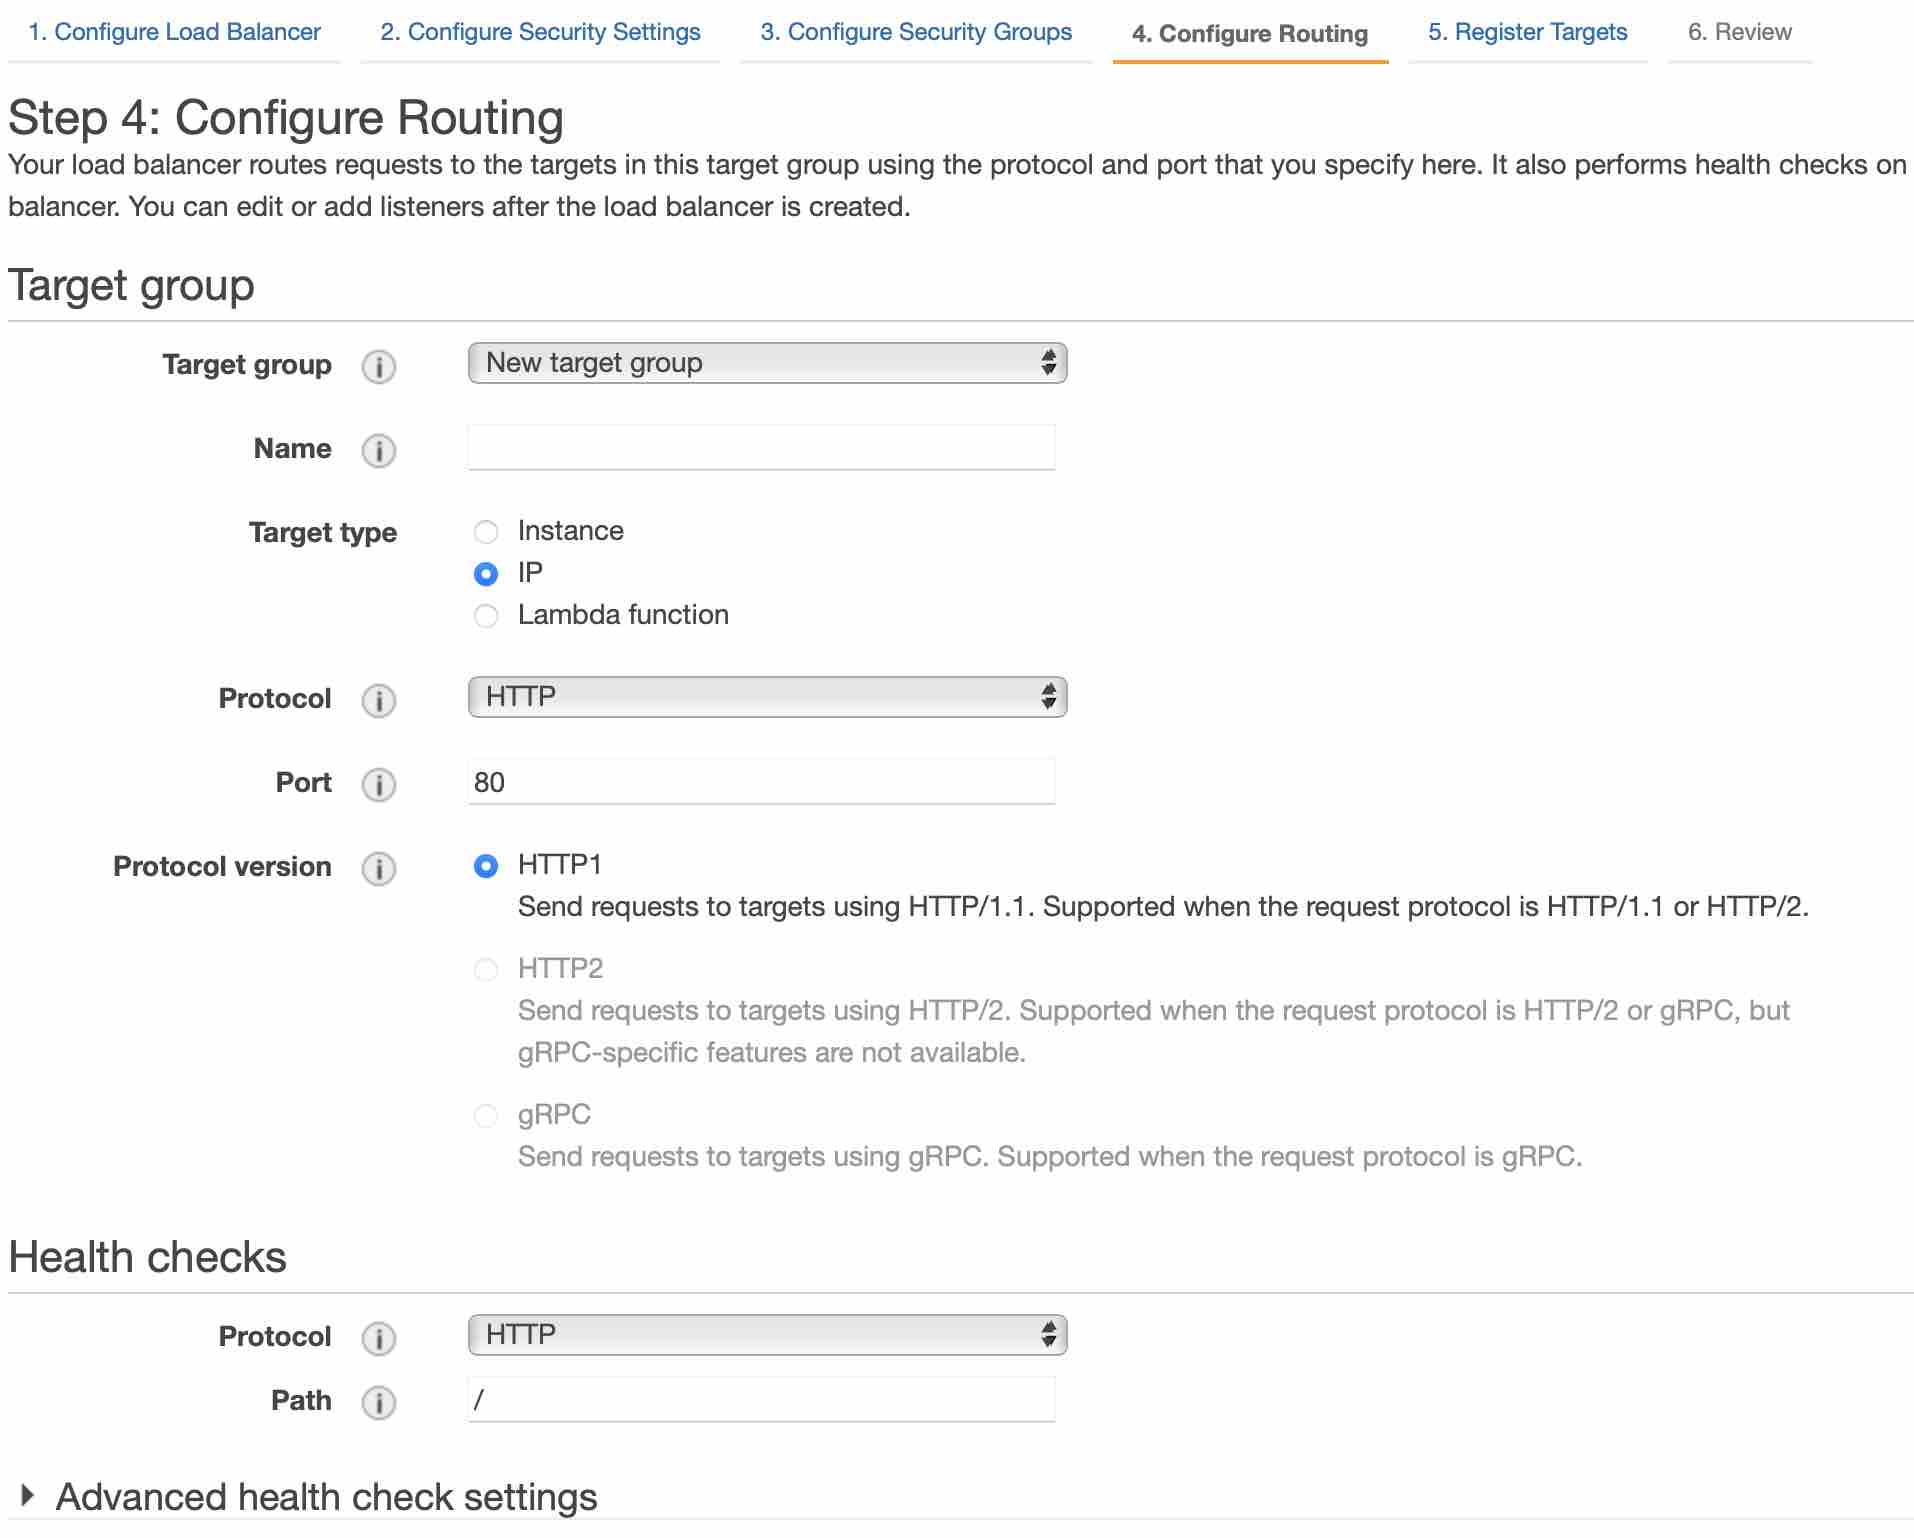 1. Configure Load Balancer 2. Configure Security Settings 3. Configure Security Groups 4. Configure Routing 5. Register Targets 6. Review
Step 4: Configure Routing
Your load balancer routes requests to the targets in this target group using the protocol and port that you specify here. It also performs health checks on
balancer. You can edit or add listeners after the load balancer is created.
Target group
Target group i New target group
Name i
Target type Instance
IP
Lambda function
Protocol i HTTP
Port i 80
Protocol version i HTTP1
Send requests to targets using HTTP/1.1. Supported when the request protocol is HTTP/1.1 or HTTP/2.
HTTP2
Send requests to targets using HTTP/2. Supported when the request protocol is HTTP/2 or gRPC, but
gRPC-specific features are not available.
gRPC
Send requests to targets using gRPC. Supported when the request protocol is gRPC.
Health checks
Protocol i HTTP
Path i /
Advanced health check settings